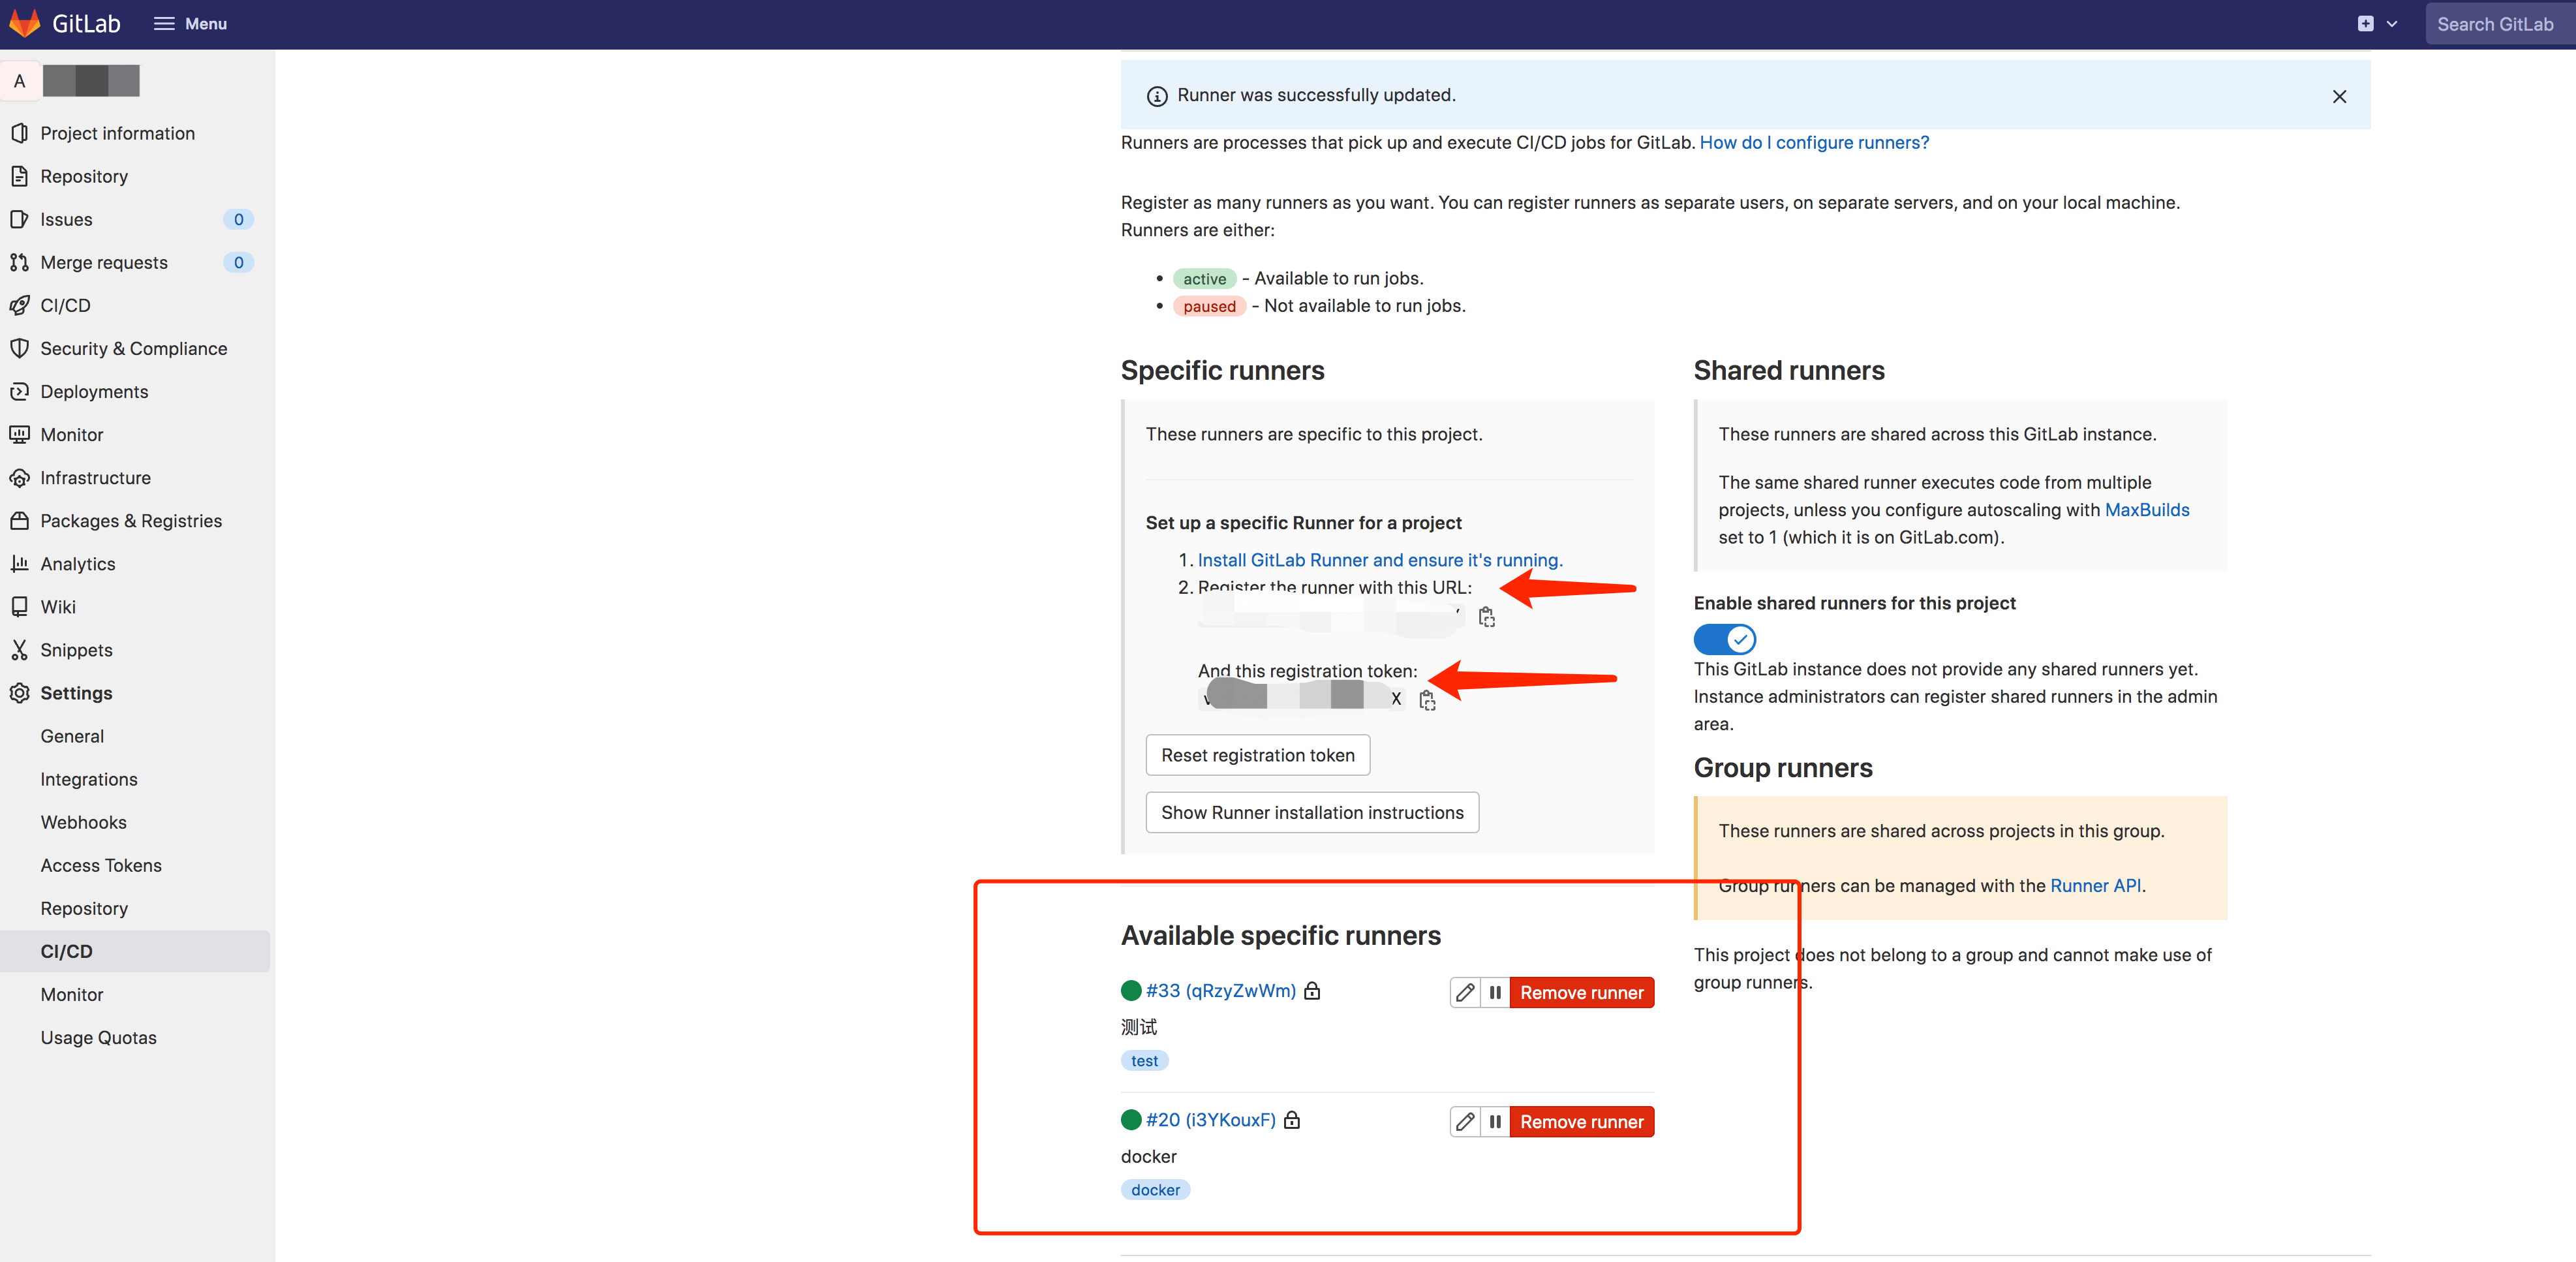 GitLab
Menu
Search GitLab
A
Project information
Repository
Issues 0
Merge requests 0
CI/CD
Security & Compliance
Deployments
Monitor
Infrastructure
Packages & Registries
Analytics
Wiki
Snippets
Settings
General
Integrations
Webhooks
Access Tokens
Repository
CI/CD
Monitor
Usage Quotas
Runner was successfully updated.
Runners are processes that pick up and execute CI/CD jobs for GitLab. How do I configure runners?
Register as many runners as you want. You can register runners as separate users, on separate servers, and on your local machine.
Runners are either:
• active - Available to run jobs.
• paused - Not available to run jobs.
Specific runners
These runners are specific to this project.
Set up a specific Runner for a project
1. Install GitLab Runner and ensure it's running.
2. Register the runner with this URL:
And this registration token:
X
Reset registration token
Show Runner installation instructions
Available specific runners
#33 (qRzyZwWm)
Remove runner
测试
test
#20 (i3YKouxF)
Remove runner
docker
docker
Shared runners
These runners are shared across this GitLab instance.
The same shared runner executes code from multiple
projects, unless you configure autoscaling with MaxBuilds
set to 1 (which it is on GitLab.com).
Enable shared runners for this project
This GitLab instance does not provide any shared runners yet.
Instance administrators can register shared runners in the admin
area.
Group runners
These runners are shared across projects in this group.
Group runners can be managed with the Runner API.
This project does not belong to a group and cannot make use of
group runners.